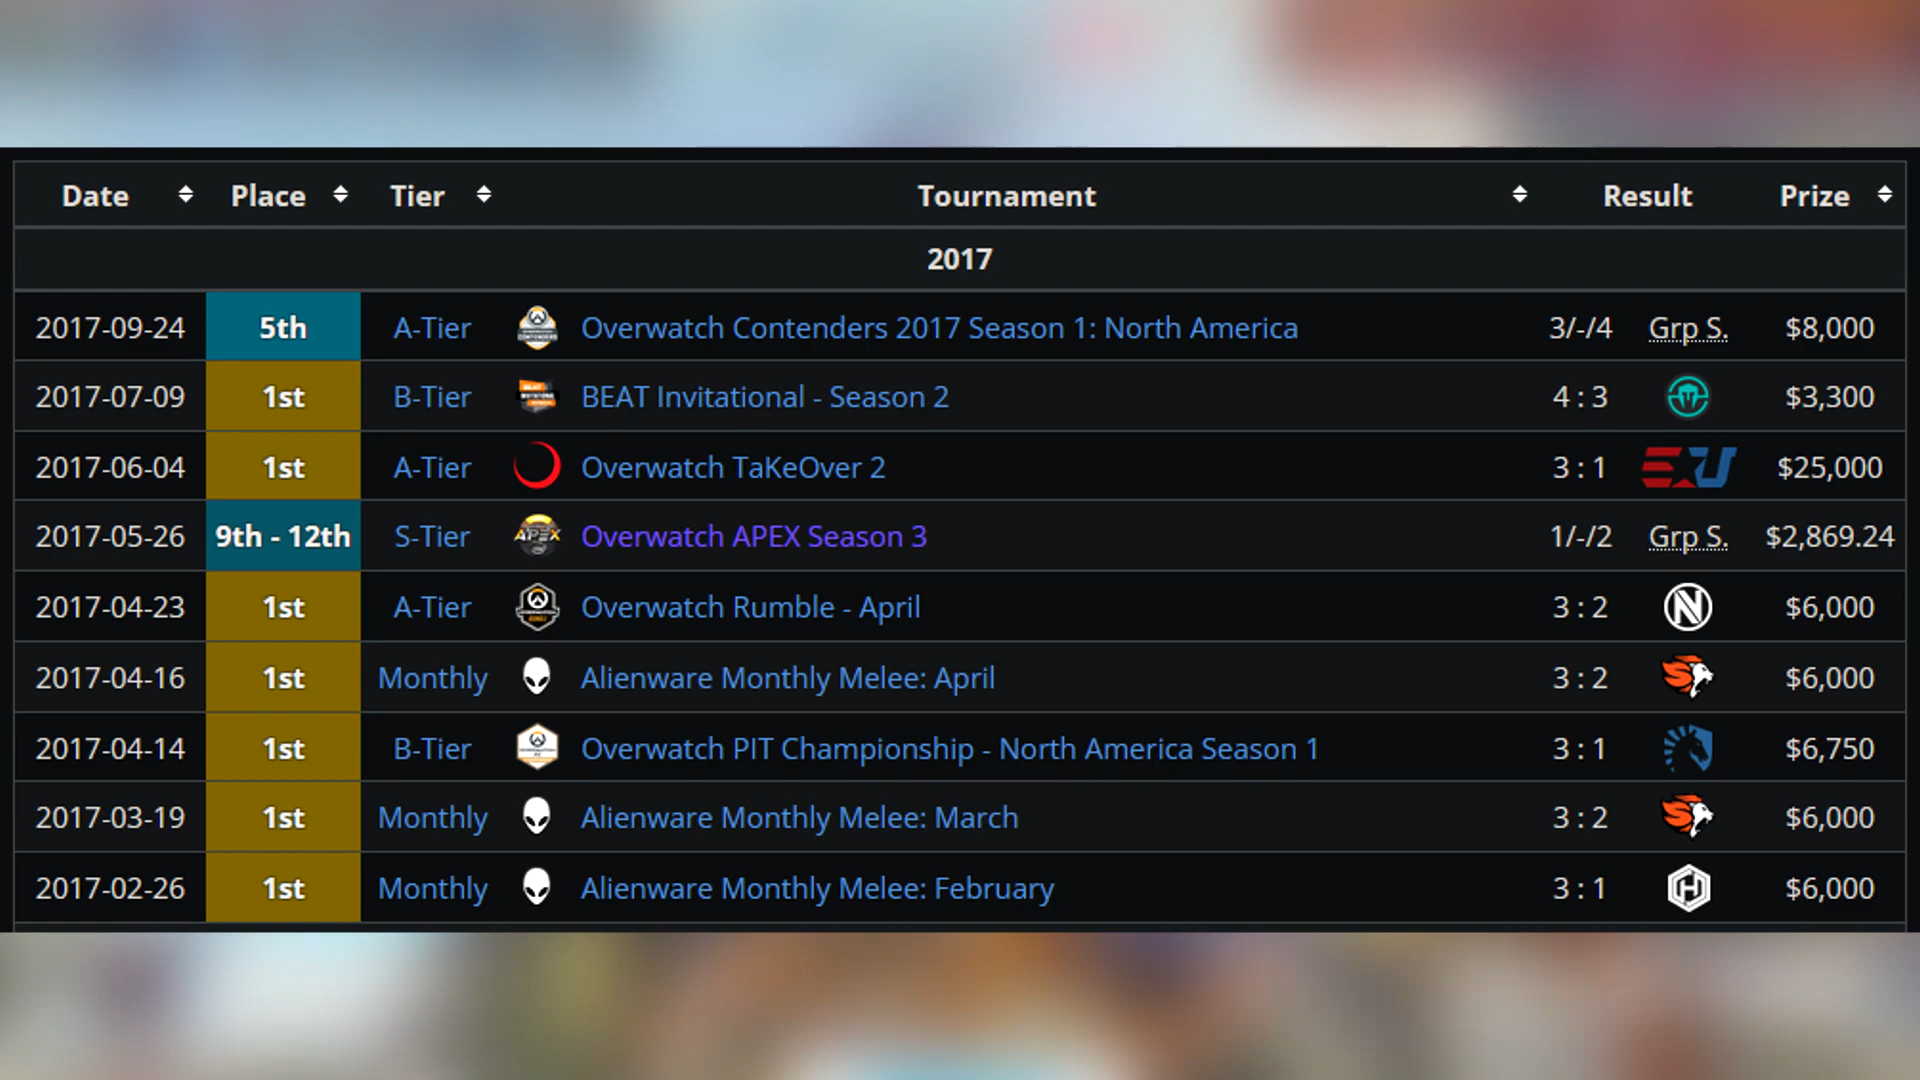 Date Place Tier Tournament Result Prize
2017
2017-09-24 5th A-Tier Overwatch Contenders 2017 Season 1: North America 3/-/4 Grp S. $8,000
2017-07-09 1st B-Tier BEAT Invitational - Season 2 4 : 3 $3,300
2017-06-04 1st A-Tier Overwatch TaKeOver 2 3 : 1 $25,000
2017-05-26 9th - 12th S-Tier APEX Overwatch APEX Season 3 1/-/2 Grp S. $2,869.24
2017-04-23 1st A-Tier Overwatch Rumble - April 3 : 2 $6,000
2017-04-16 1st Monthly Alienware Monthly Melee: April 3 : 2 $6,000
2017-04-14 1st B-Tier Overwatch PIT Championship - North America Season 1 3 : 1 $6,750
2017-03-19 1st Monthly Alienware Monthly Melee: March 3 : 2 $6,000
2017-02-26 1st Monthly Alienware Monthly Melee: February 3 : 1 $6,000